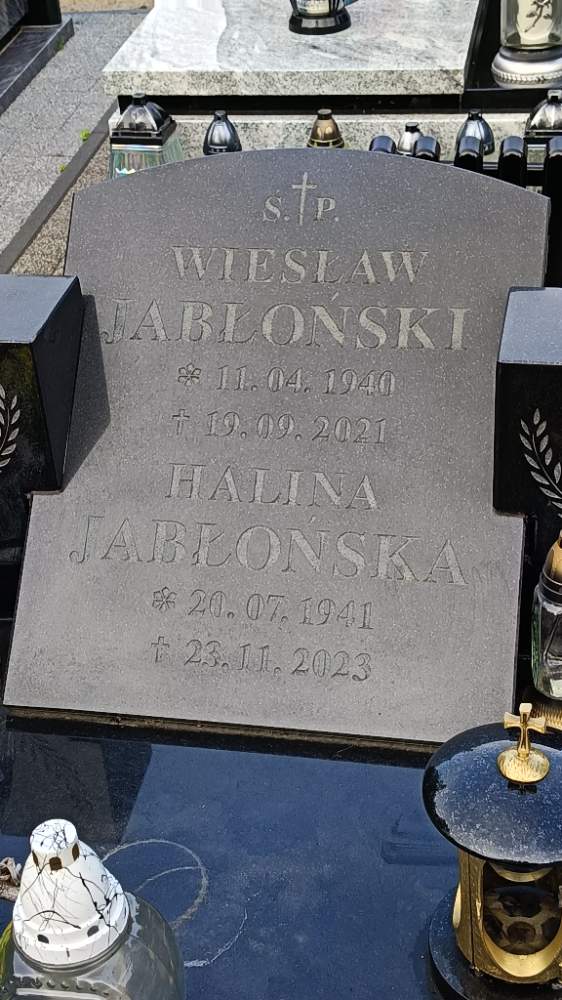 Ś. P.
WIESŁAW
JABŁOŃSKI
* 11. 04. 1940
† 19. 09. 2021
HALINA
JABŁOŃSKA
* 20. 07. 1941
† 23. 11. 2023